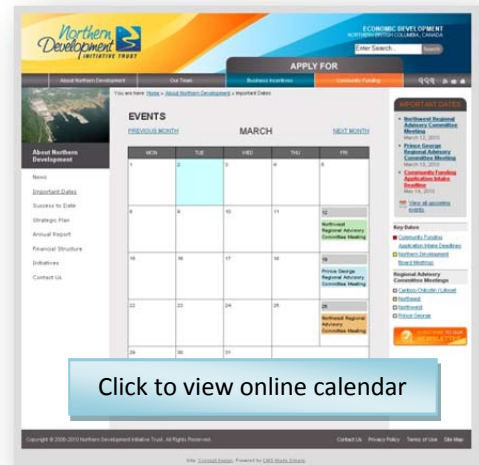 Northern
Development
INITIATIVE TRUST
ECONOMIC DEVELOPMENT
NORTHERN BRITISH COLUMBIA, CANADA
Enter Search...
Search
APPLY FOR
About Northern Development
Our Team
Business Incentives
Community Funding
You are here: Home » About Northern Development » Important Dates
About Northern
Development
News
Important Dates
Success to Date
Strategic Plan
Annual Report
Financial Structure
Initiatives
Contact Us
EVENTS
PREVIOUS MONTH
MARCH
NEXT MONTH
MON TUE WED THU FRI
1 2 3 4 5
8 9 10 11 12
Northwest
Regional Advisory
Committee Meeting
15 16 17 18 19
Prince George
Regional Advisory
Committee Meeting
22 23 24 25 26
Northeast Regional
Advisory
Committee Meeting
29 30 31
IMPORTANT DATES
Northwest Regional
Advisory Committee
Meeting
March 12, 2010
Prince George
Regional Advisory
Committee Meeting
Community Funding
Application Intake
Deadline
View all upcoming
events
Key Dates
Community Funding
Application Intake Deadlines
Northern Development
Board Meetings
Regional Advisory
Committee Meetings
Cariboo-Chilcotin / Lillooet
Northeast
Northwest
Prince George
SUBSCRIBE TO OUR
NEWSLETTER
Click to view online calendar
Copyright © 2005-2010 Northern Development Initiative Trust. All Rights Reserved.
Contact Us Privacy Policy Terms of Use Site Map